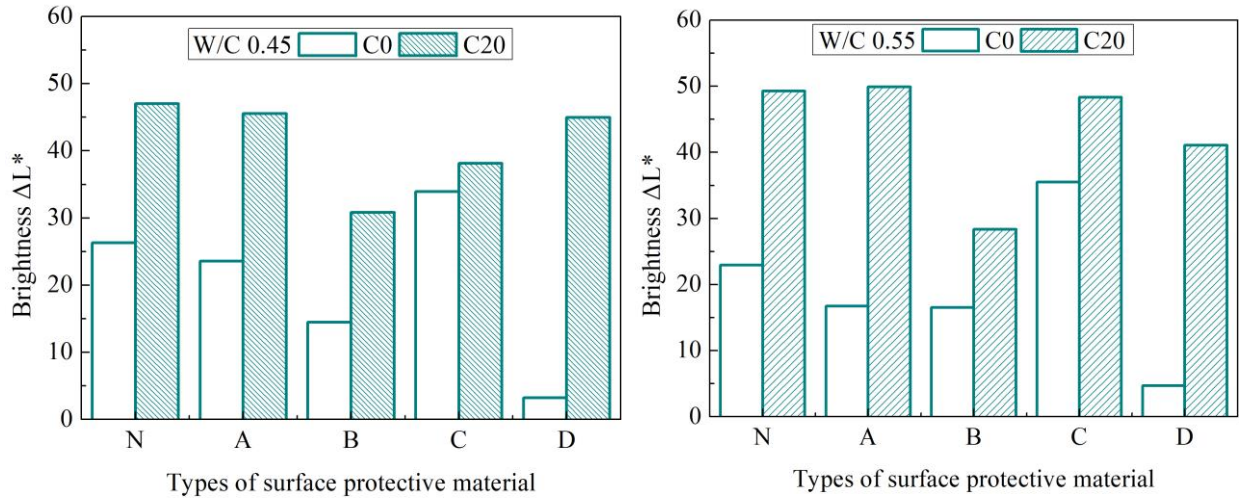 60
50
40
30
20
10
0
Brightness ΔL*
W/C 0.45 C0 C20
N A B C D
Types of surface protective material
60
50
40
30
20
10
0
Brightness ΔL*
W/C 0.55 C0 C20
N A B C D
Types of surface protective material